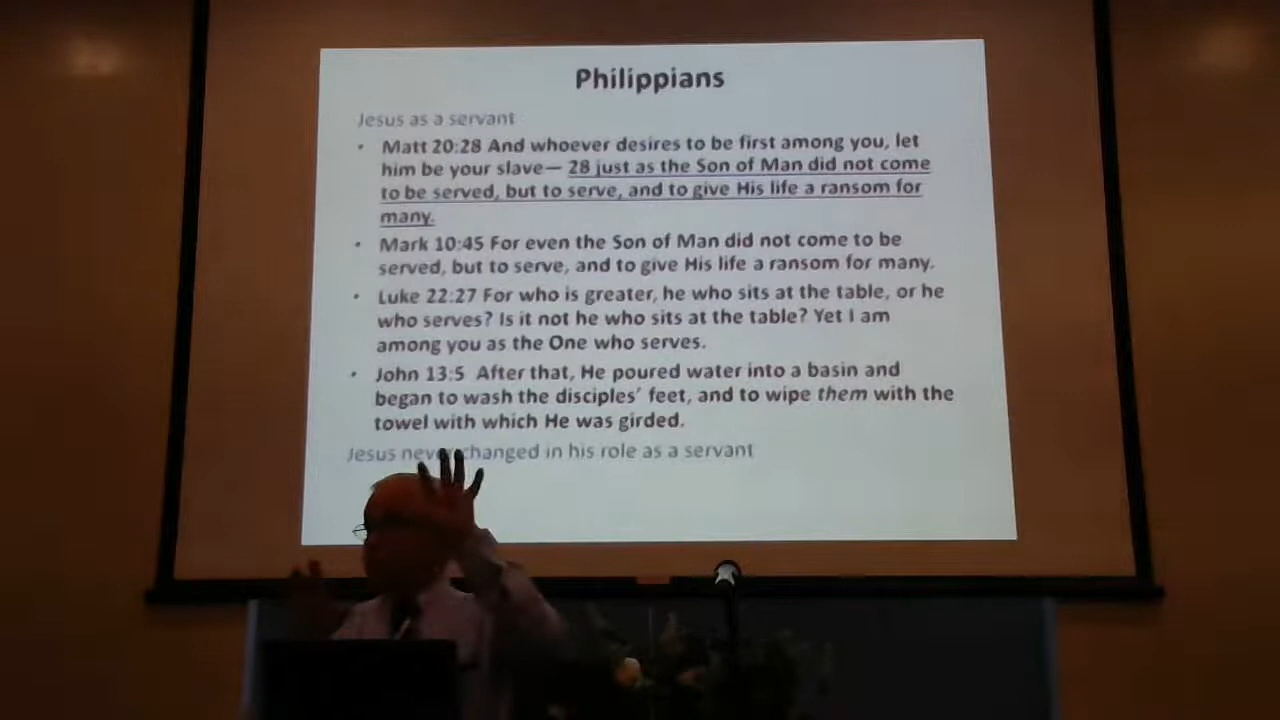 Philippians
Jesus as a servant
• Matt 20:28 And whoever desires to be first among you, let
him be your slave— 28 just as the Son of Man did not come
to be served, but to serve, and to give His life a ransom for
many.
• Mark 10:45 For even the Son of Man did not come to be
served, but to serve, and to give His life a ransom for many.
• Luke 22:27 For who is greater, he who sits at the table, or he
who serves? Is it not he who sits at the table? Yet I am
among you as the One who serves.
• John 13:5 After that, He poured water into a basin and
began to wash the disciples’ feet, and to wipe them with the
towel with which He was girded.
Jesus never changed in his role as a servant